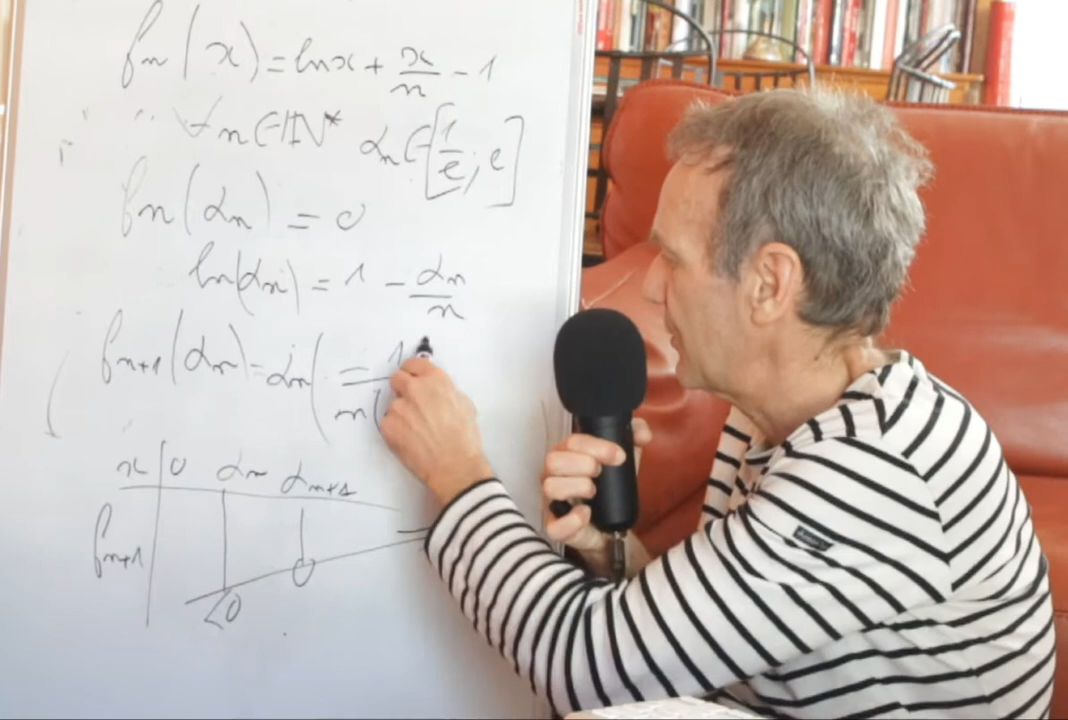 fn(x) = lnx + x/n - 1
∀n∈IN* αn∈[1/e; e]
fn(αn) = 0
ln(αn) = 1 - αn/n
fn+1(αn) = αn(
x 0 αn αn+1
fn+1
<0 0